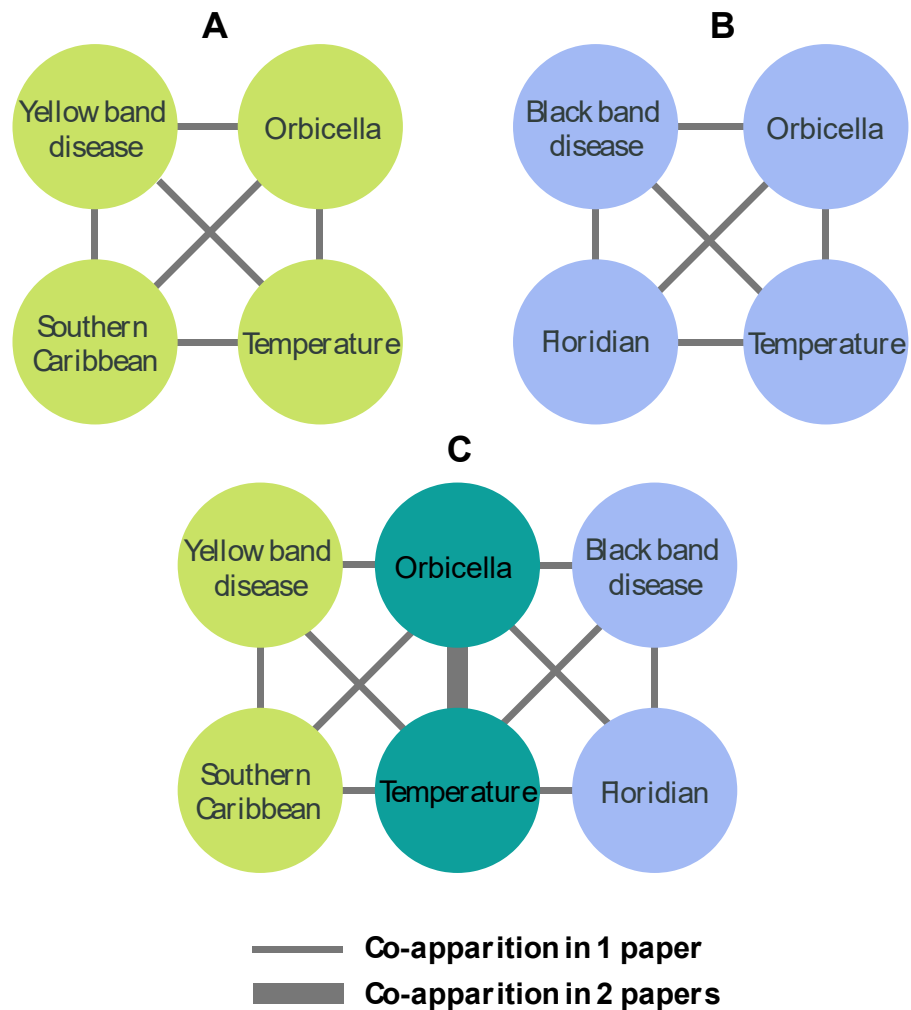 A
Yellow band
disease
Orbicella
Southern
Caribbean
Temperature
B
Black band
disease
Orbicella
Floridian
Temperature
C
Yellow band
disease
Orbicella
Black band
disease
Southern
Caribbean
Temperature
Floridian
Co-apparition in 1 paper
Co-apparition in 2 papers